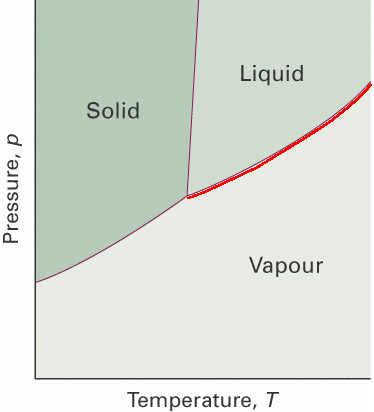 Liquid
Solid
Pressure, p
Vapour
Temperature, T